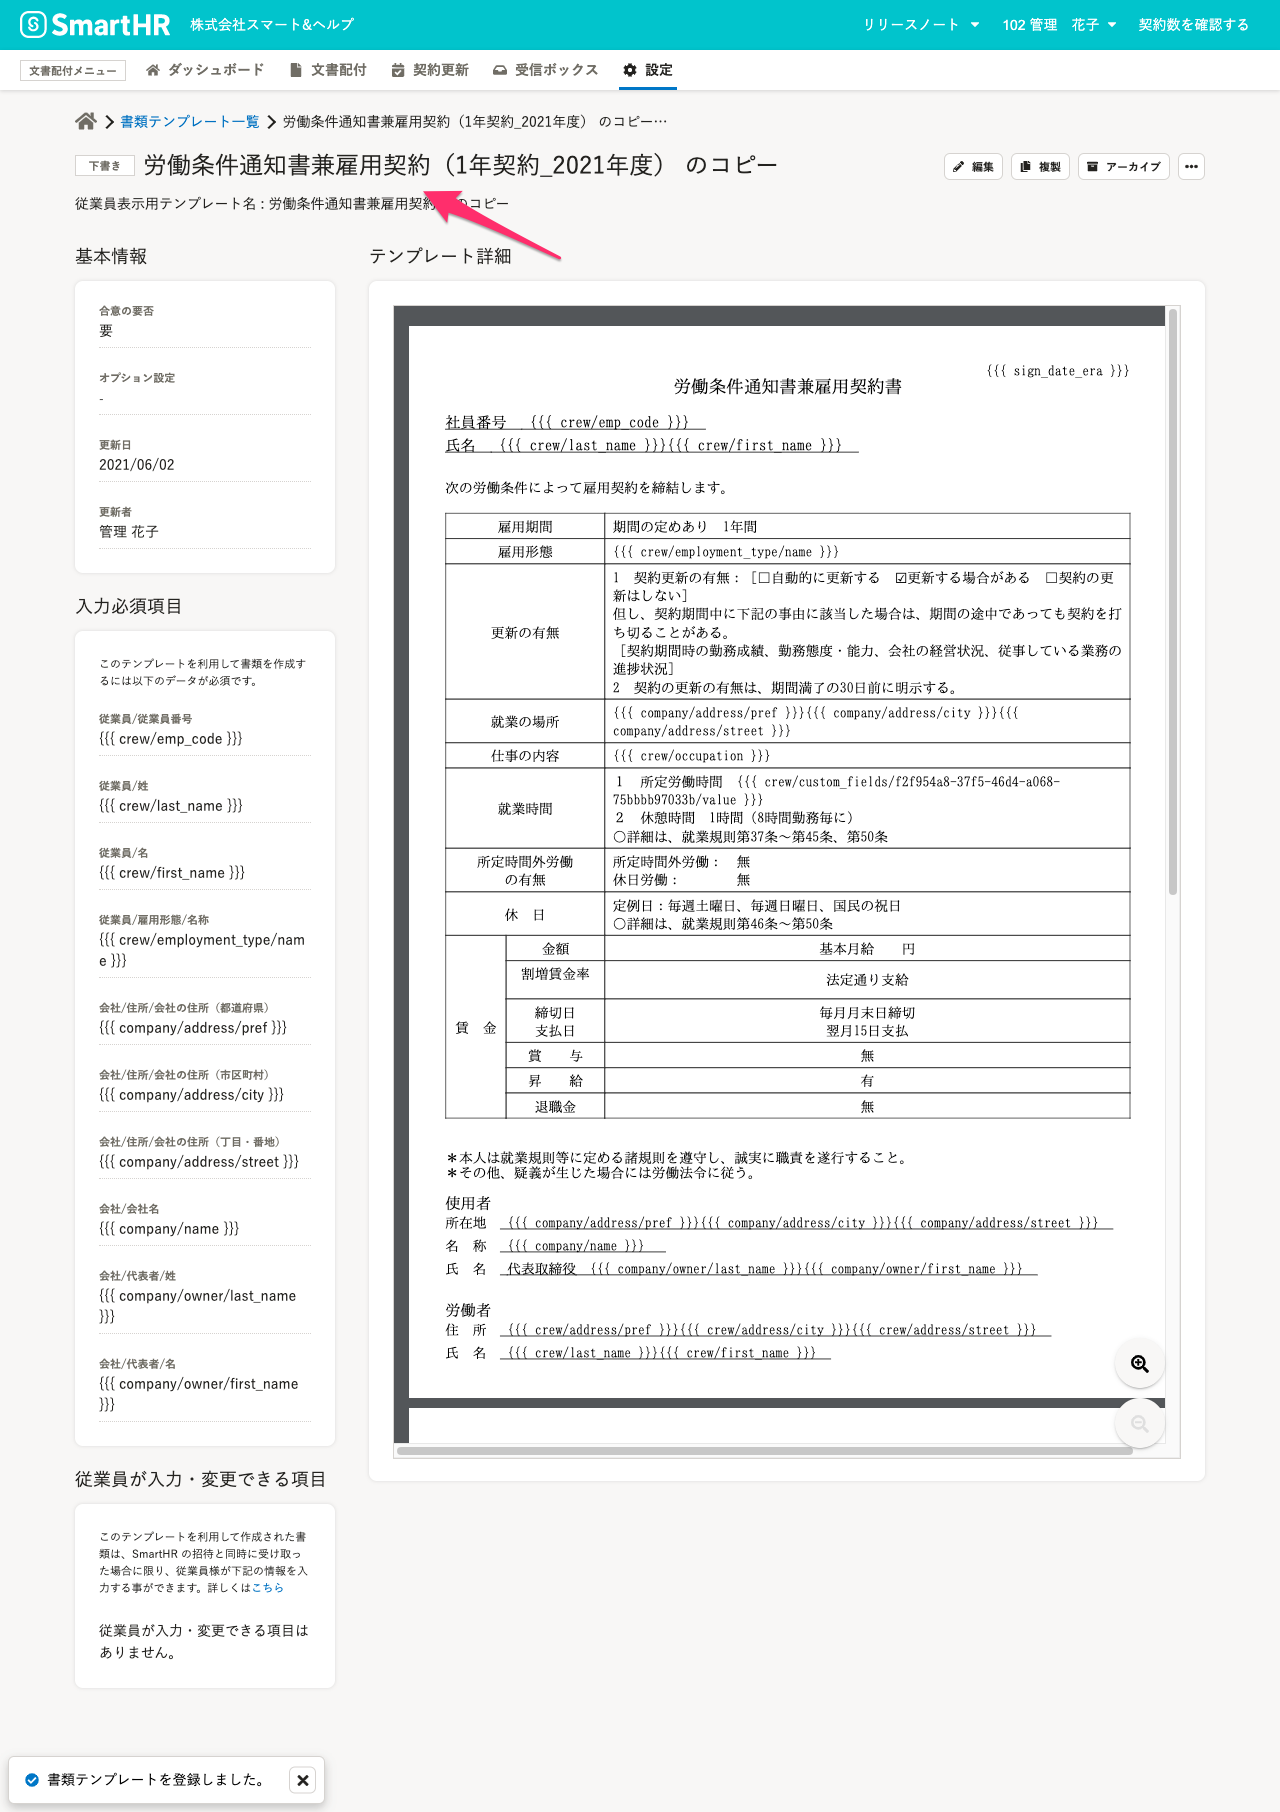 SmartHR 株式会社スマート&ヘルプ リリースノート 102 管理 花子 契約数を確認する
文書配付メニュー ダッシュボード 文書配付 契約更新 受信ボックス 設定
書類テンプレート一覧 労働条件通知書兼雇用契約（1年契約_2021年度） のコピー…
下書き 労働条件通知書兼雇用契約（1年契約_2021年度） のコピー 編集 複製 アーカイブ
従業員表示用テンプレート名 : 労働条件通知書兼雇用契約 のコピー
基本情報
合意の要否
要
オプション設定
-
更新日
2021/06/02
更新者
管理 花子
入力必須項目
このテンプレートを利用して書類を作成す
るには以下のデータが必須です。
従業員/従業員番号
{{{ crew/emp_code }}}
従業員/姓
{{{ crew/last_name }}}
従業員/名
{{{ crew/first_name }}}
従業員/雇用形態/名称
{{{ crew/employment_type/nam
e }}}
会社/住所/会社の住所（都道府県）
{{{ company/address/pref }}}
会社/住所/会社の住所（市区町村）
{{{ company/address/city }}}
会社/住所/会社の住所（丁目・番地）
{{{ company/address/street }}}
会社/会社名
{{{ company/name }}}
会社/代表者/姓
{{{ company/owner/last_name
}}}
会社/代表者/名
{{{ company/owner/first_name
}}}
従業員が入力・変更できる項目
このテンプレートを利用して作成された書
類は、SmartHR の招待と同時に受け取っ
た場合に限り、従業員様が下記の情報を入
力する事ができます。詳しくはこちら
従業員が入力・変更できる項目は
ありません。
テンプレート詳細
{{{ sign_date_era }}}
労働条件通知書兼雇用契約書
社員番号 {{{ crew/emp_code }}}
氏名 {{{ crew/last_name }}}{{{ crew/first_name }}}
次の労働条件によって雇用契約を締結します。
雇用期間 期間の定めあり 1年間
雇用形態 {{{ crew/employment_type/name }}}
更新の有無
1 契約更新の有無：［☐自動的に更新する ☑更新する場合がある ☐契約の更
新はしない］
但し、契約期間中に下記の事由に該当した場合は、期間の途中であっても契約を打
ち切ることがある。
［契約期間時の勤務成績、勤務態度・能力、会社の経営状況、従事している業務の
進捗状況］
2 契約の更新の有無は、期間満了の30日前に明示する。
就業の場所
{{{ company/address/pref }}}{{{ company/address/city }}}{{{
company/address/street }}}
仕事の内容 {{{ crew/occupation }}}
就業時間
１ 所定労働時間 {{{ crew/custom_fields/f2f954a8-37f5-46d4-a068-
75bbbb97033b/value }}}
２ 休憩時間 1時間（8時間勤務毎に）
〇詳細は、就業規則第37条～第45条、第50条
所定時間外労働 所定時間外労働： 無
の有無 休日労働： 無
休 日
定例日：毎週土曜日、毎週日曜日、国民の祝日
〇詳細は、就業規則第46条～第50条
賃 金
金額 基本月給 円
割増賃金率 法定通り支給
締切日 毎月月末日締切
支払日 翌月15日支払
賞 与 無
昇 給 有
退職金 無
＊本人は就業規則等に定める諸規則を遵守し、誠実に職責を遂行すること。
＊その他、疑義が生じた場合には労働法令に従う。
使用者
所在地 {{{ company/address/pref }}}{{{ company/address/city }}}{{{ company/address/street }}}
名 称 {{{ company/name }}}
氏 名 代表取締役 {{{ company/owner/last_name }}}{{{ company/owner/first_name }}}
労働者
住 所 {{{ crew/address/pref }}}{{{ crew/address/city }}}{{{ crew/address/street }}}
氏 名 {{{ crew/last_name }}}{{{ crew/first_name }}}
書類テンプレートを登録しました。